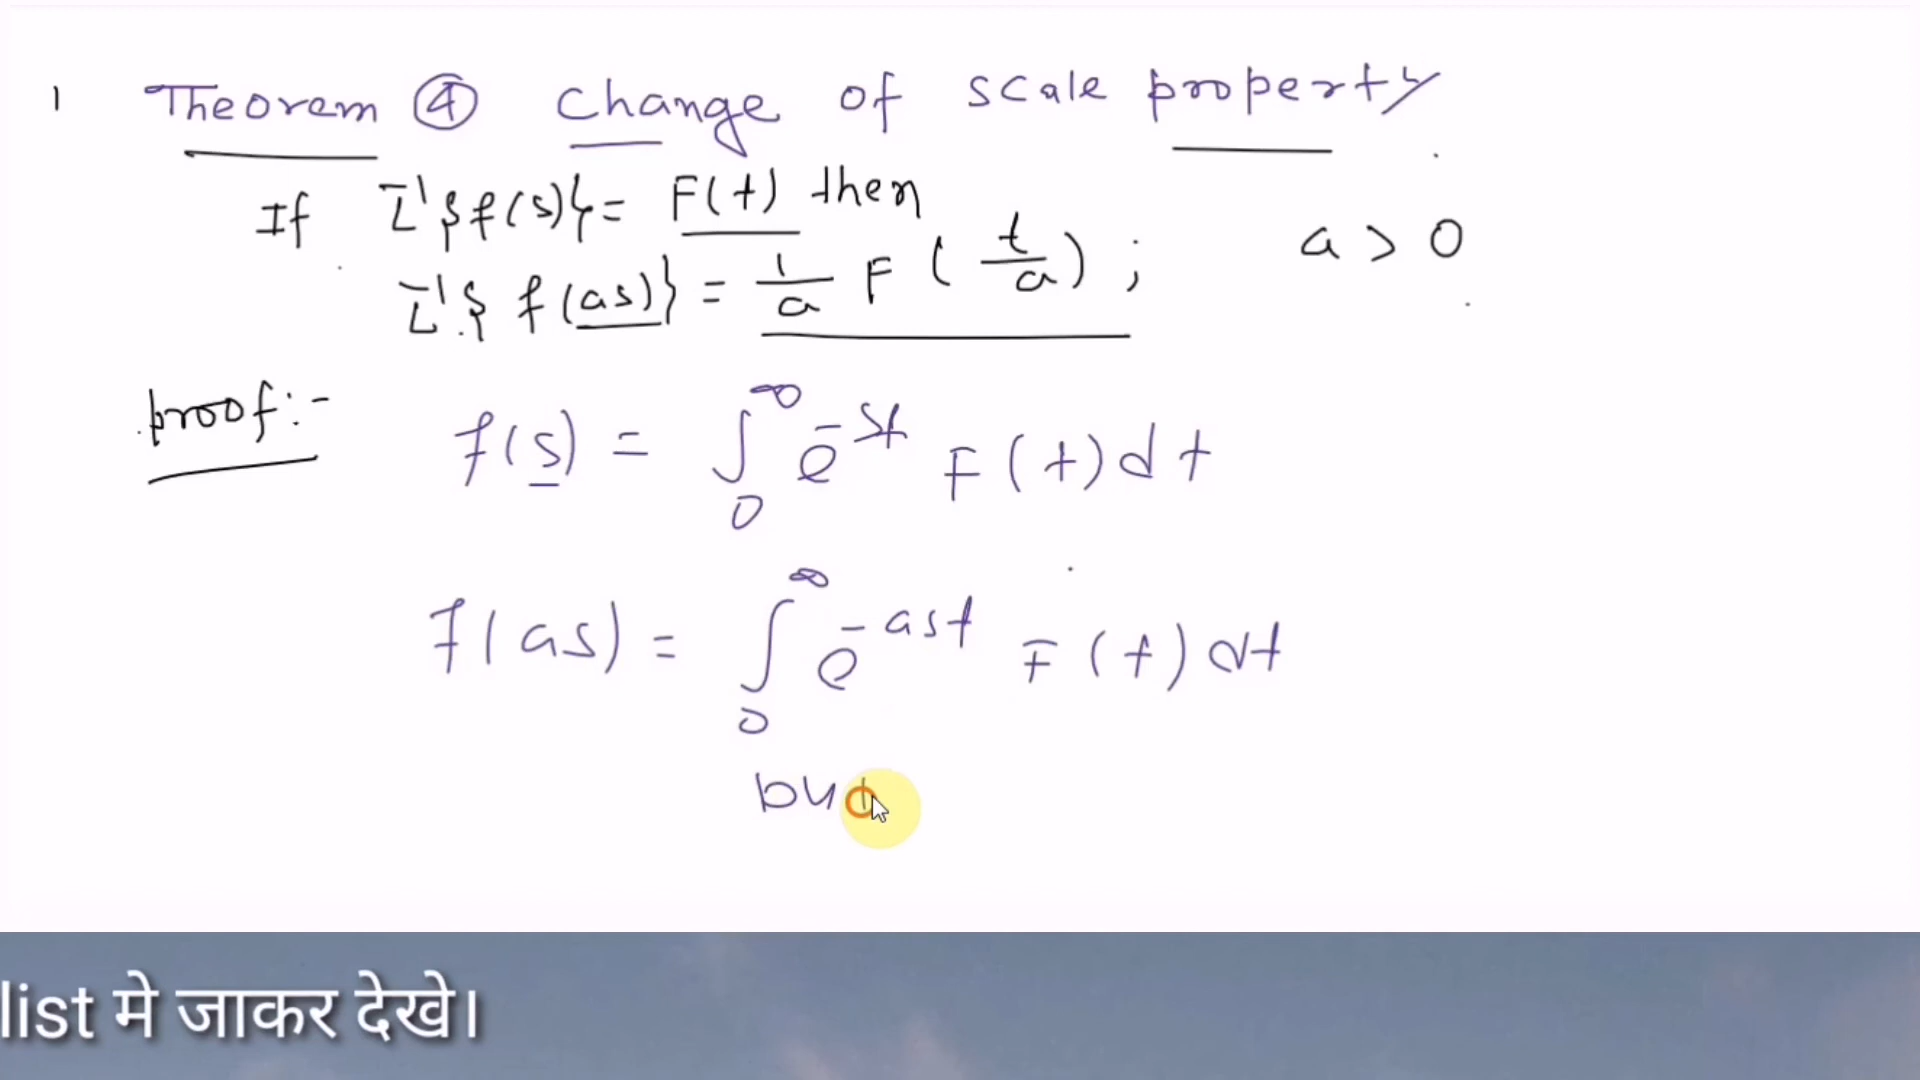 1 Theorem ④ change of scale property
If L⁻¹{f(s)} = F(t) then
L⁻¹{f(as)} = 1/a F(t/a); a > 0
proof:-
f(s) = ∫₀^∞ e^-st F(t)dt
f(as) = ∫₀^∞ e^-ast F(t)dt
but
list मे जाकर देखे।